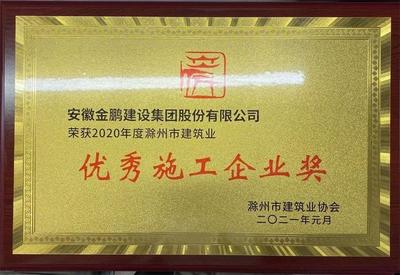 安徽金鹏建设集团股份有限公司
荣获2020年度滁州市建筑业
优秀施工企业奖
滁州市建筑业协会
二〇二一年元月